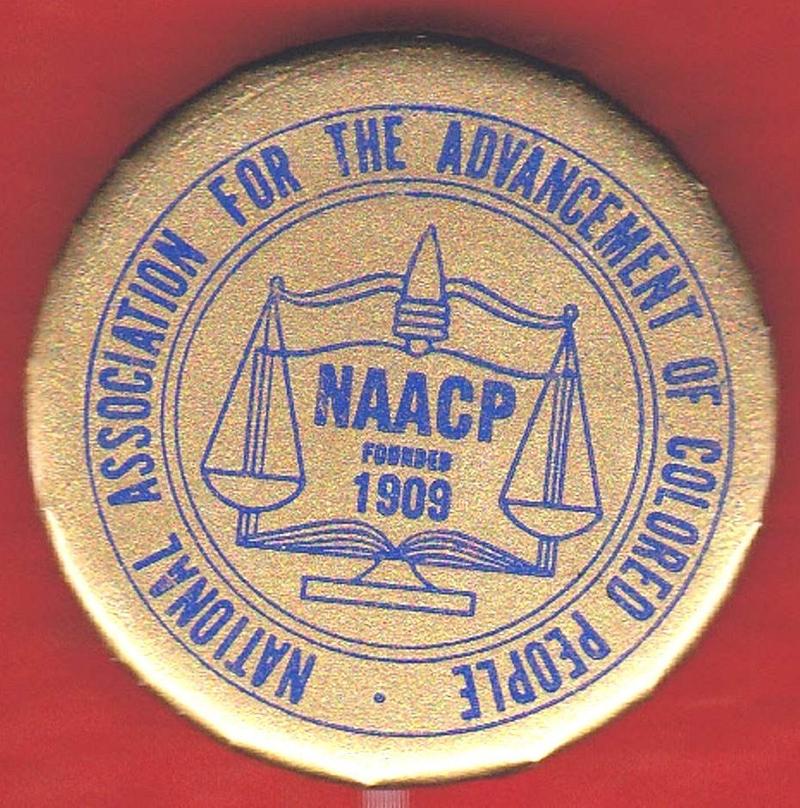 NATIONAL ASSOCIATION FOR THE ADVANCEMENT OF COLORED PEOPLE ·
NAACP
FOUNDED
1909